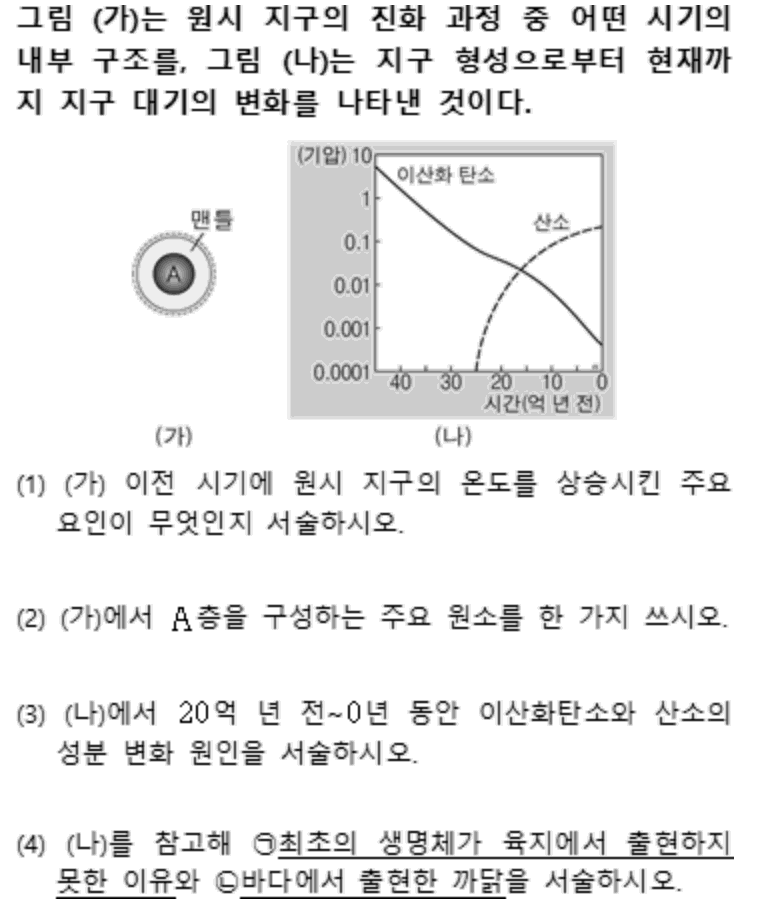 그림 (가)는 원시 지구의 진화 과정 중 어떤 시기의
내부 구조를, 그림 (나)는 지구 형성으로부터 현재까
지 지구 대기의 변화를 나타낸 것이다.
맨틀
A
(가)
(기압) 10
1
0.1
0.01
0.001
0.0001
이산화 탄소
산소
40 30 20 10 0
시간(억 년 전)
(나)
(1) (가) 이전 시기에 원시 지구의 온도를 상승시킨 주요
요인이 무엇인지 서술하시오.
(2) (가)에서 A층을 구성하는 주요 원소를 한 가지 쓰시오.
(3) (나)에서 20억 년 전~0년 동안 이산화탄소와 산소의
성분 변화 원인을 서술하시오.
(4) (나)를 참고해 ㉠최초의 생명체가 육지에서 출현하지
못한 이유와 ㉡바다에서 출현한 까닭을 서술하시오.